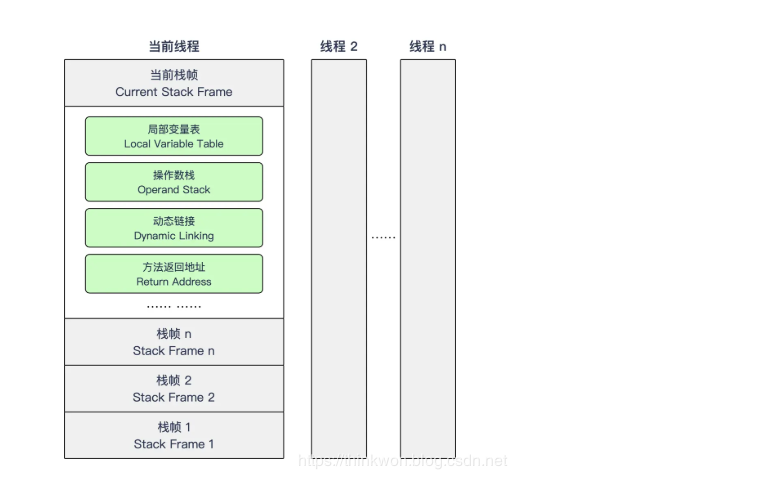 当前线程
线程 2
线程 n
当前栈帧
Current Stack Frame
局部变量表
Local Variable Table
操作数栈
Operand Stack
动态链接
Dynamic Linking
方法返回地址
Return Address
…… ……
……
栈帧 n
Stack Frame n
栈帧 2
Stack Frame 2
栈帧 1
Stack Frame 1
https://thinkwon.blog.csdn.net